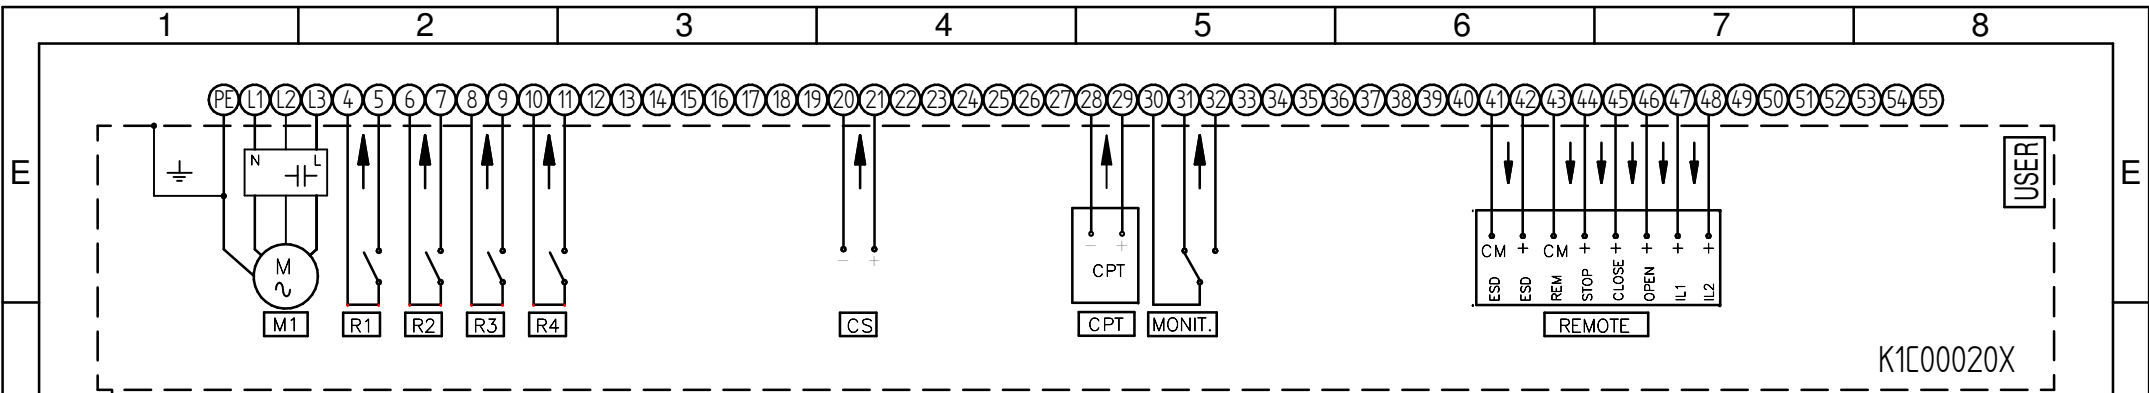 1 2 3 4 5 6 7 8
PE L1 L2 L3 4 5 6 7 8 9 10 11 12 13 14 15 16 17 18 19 20 21 22 23 24 25 26 27 28 29 30 31 32 33 34 35 36 37 38 39 40 41 42 43 44 45 46 47 48 49 50 51 52 53 54 55
E E
USER
N L
- +
- +
CM + CM + + + + +
M
CPT
ESD ESD REM STOP CLOSE OPEN IL1 IL2
M1 R1 R2 R3 R4 CS CPT MONIT. REMOTE
K1C00020X